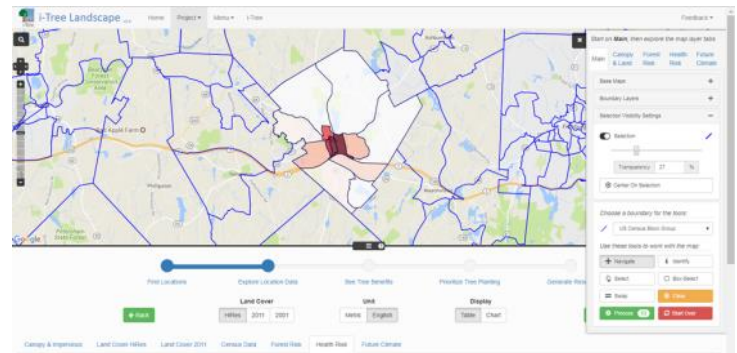 i-Tree Landscape
Home Project Menu i-Tree Feedback
Start on Main, then explore the map layer tabs
Main
Canopy & Land
Forest Risk
Health Risk
Future Climate
Base Maps
Boundary Layers
Selection Visibility Settings
Selection
Transparency 27 %
Center On Selection
Choose a boundary for the tools:
US Census Block Group
Use these tools to work with the map:
Navigate Identify
Select Box-Select
Swap Clear
Process Start Over
Apple Farm
Phillipston
Google
Find Locations Explore Location Data See Tree Benefits Prioritize Tree Planting Generate
Land Cover Unit Display
Back HiRes 2011 2001 Metric English Table Chart
Canopy & Impervious Land Cover HiRes Land Cover 2011 Census Data Forest Risk Health Risk Future Climate